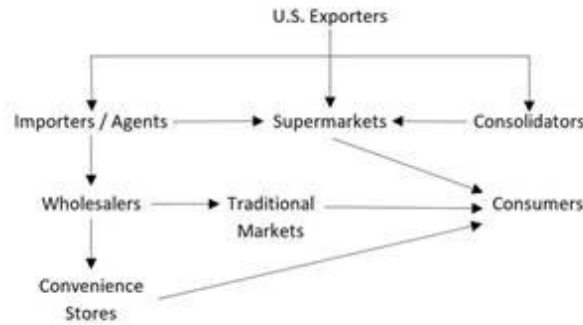 U.S. Exporters
Importers / Agents
Supermarkets
Consolidators
Wholesalers
Traditional
Markets
Consumers
Convenience
Stores